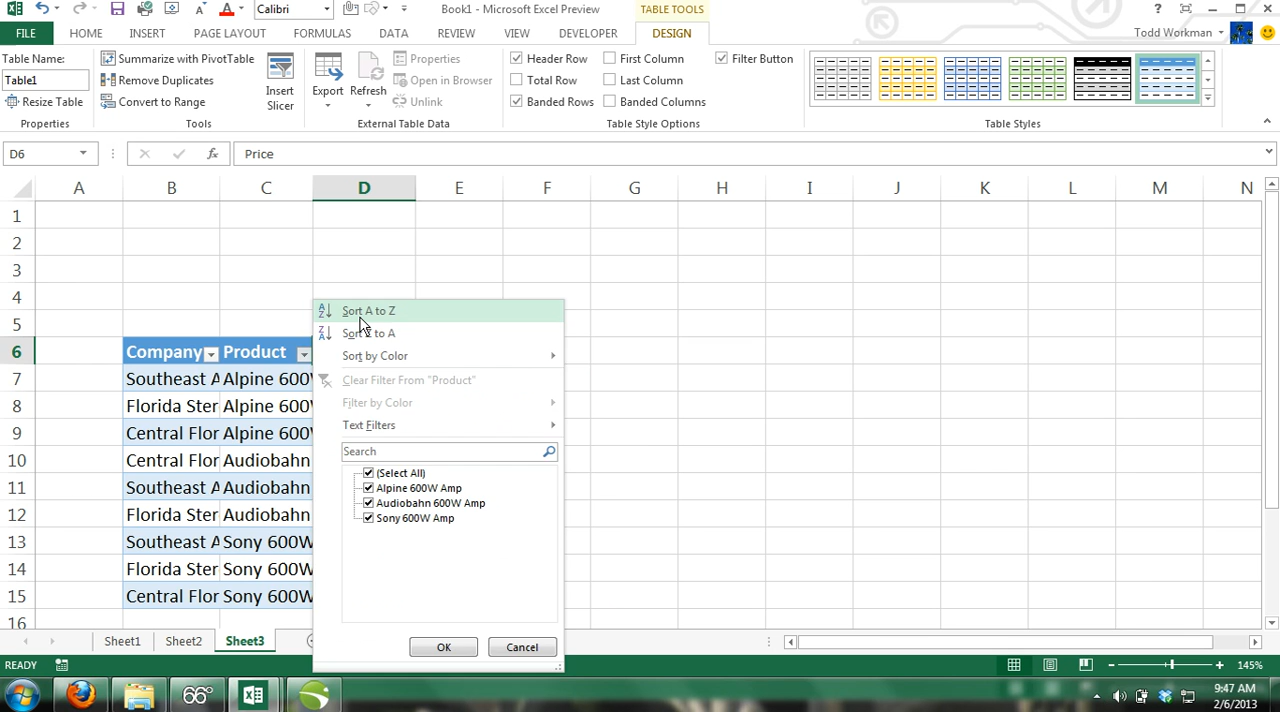 Calibri
Book1 - Microsoft Excel Preview
TABLE TOOLS
?
FILE
HOME
INSERT
PAGE LAYOUT
FORMULAS
DATA
REVIEW
VIEW
DEVELOPER
DESIGN
Todd Workman
Table Name:
Table1
Resize Table
Properties
Summarize with PivotTable
Remove Duplicates
Convert to Range
Tools
Insert
Slicer
Export
Refresh
Properties
Open in Browser
Unlink
External Table Data
Header Row
Total Row
Banded Rows
First Column
Last Column
Banded Columns
Filter Button
Table Style Options
Table Styles
D6
fx
Price
A B C D E F G H I J K L M N
1
2
3
4
5
6 Company Product
7 Southeast A Alpine 600W
8 Florida Ster Alpine 600W
9 Central Flor Alpine 600W
10 Central Flor Audiobahn
11 Southeast A Audiobahn
12 Florida Ster Audiobahn
13 Southeast A Sony 600W
14 Florida Ster Sony 600W
15 Central Flor Sony 600W
16
Sort A to Z
Sort Z to A
Sort by Color
Clear Filter From "Product"
Filter by Color
Text Filters
Search
(Select All)
Alpine 600W Amp
Audiobahn 600W Amp
Sony 600W Amp
OK
Cancel
Sheet1
Sheet2
Sheet3
READY
145%
66°
9:47 AM
2/6/2013